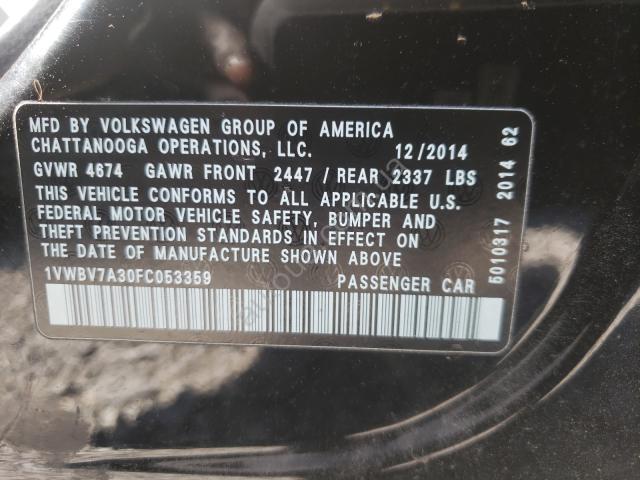 MFD BY VOLKSWAGEN GROUP OF AMERICA
CHATTANOOGA OPERATIONS, LLC. 12/2014
GVWR 4674 GAWR FRONT 2447 / REAR 2337 LBS
THIS VEHICLE CONFORMS TO ALL APPLICABLE U.S.
FEDERAL MOTOR VEHICLE SAFETY, BUMPER AND
THEFT PREVENTION STANDARDS IN EFFECT ON
THE DATE OF MANUFACTURE SHOWN ABOVE
1VWBV7A30FC053359 PASSENGER CAR
5010317 2014 62